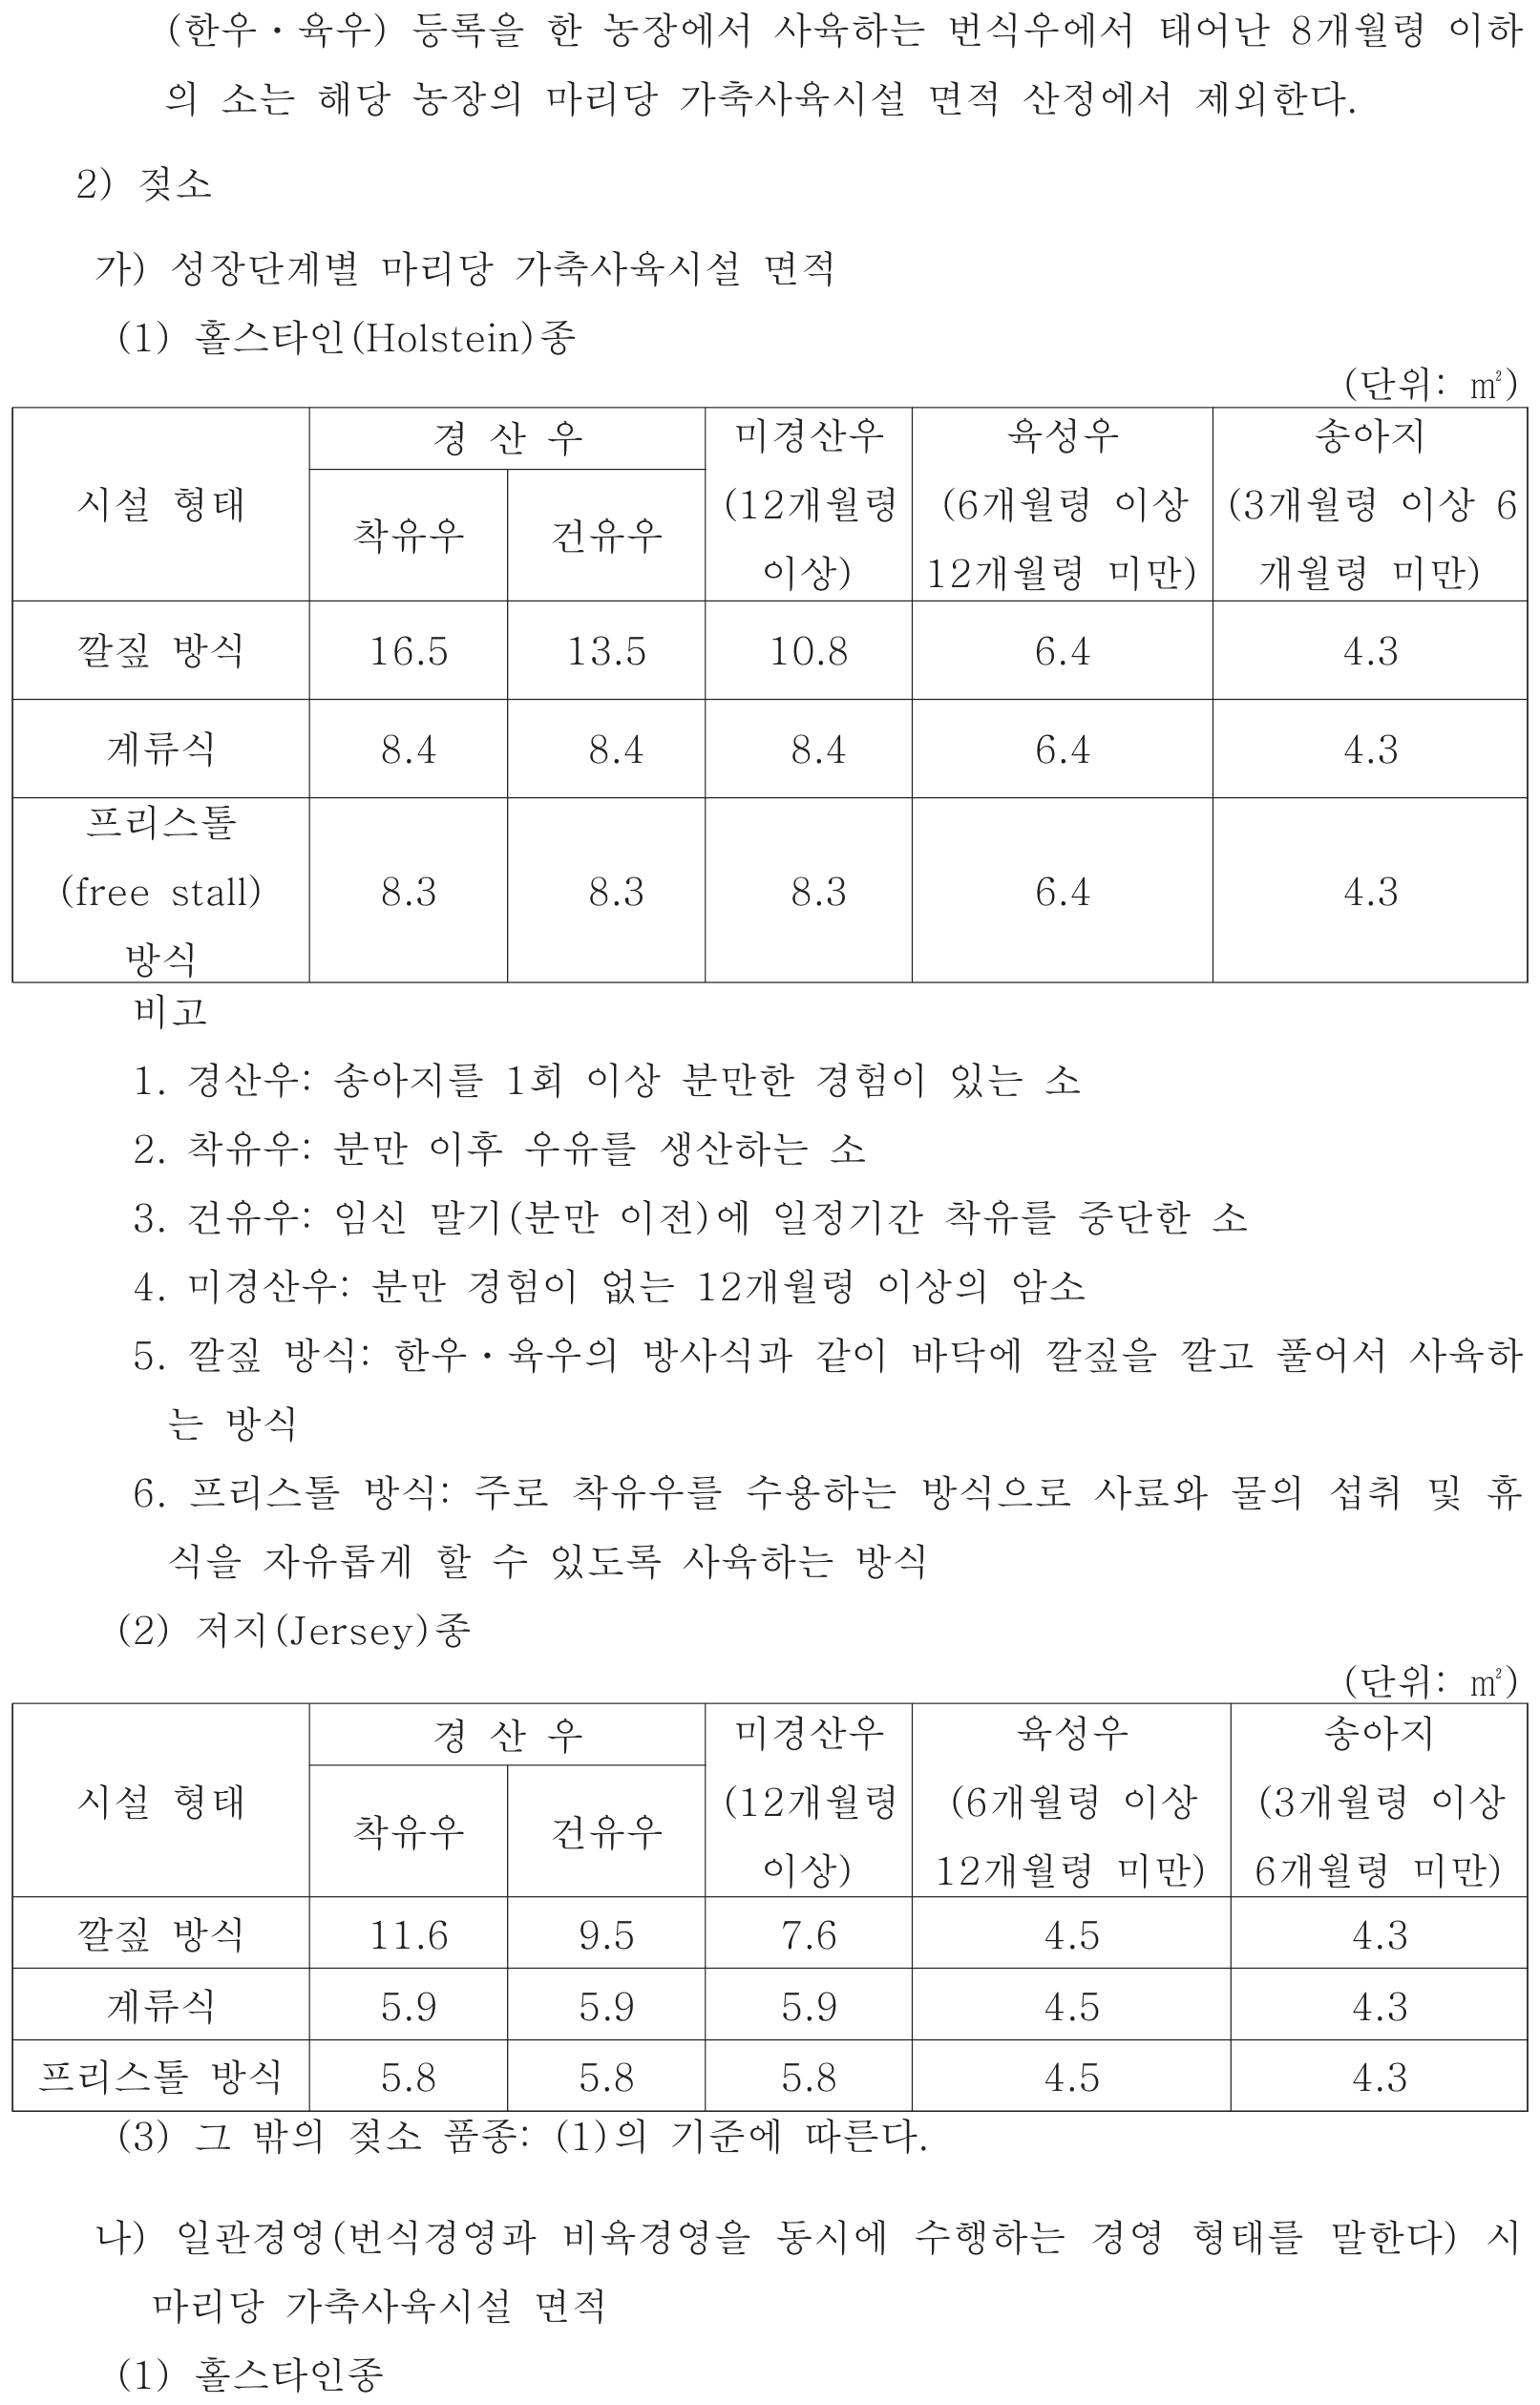 (한우·육우) 등록을 한 농장에서 사육하는 번식우에서 태어난 8개월령 이하
의 소는 해당 농장의 마리당 가축사육시설 면적 산정에서 제외한다.
2) 젖소
가) 성장단계별 마리당 가축사육시설 면적
(1) 홀스타인(Holstein)종
(단위: ㎡)
시설 형태
경 산 우
착유우
건유우
미경산우
(12개월령
이상)
육성우
(6개월령 이상
12개월령 미만)
송아지
(3개월령 이상 6
개월령 미만)
깔짚 방식 16.5 13.5 10.8 6.4 4.3
계류식 8.4 8.4 8.4 6.4 4.3
프리스톨
(free stall) 8.3 8.3 8.3 6.4 4.3
방식
비고
1. 경산우: 송아지를 1회 이상 분만한 경험이 있는 소
2. 착유우: 분만 이후 우유를 생산하는 소
3. 건유우: 임신 말기(분만 이전)에 일정기간 착유를 중단한 소
4. 미경산우: 분만 경험이 없는 12개월령 이상의 암소
5. 깔짚 방식: 한우·육우의 방사식과 같이 바닥에 깔짚을 깔고 풀어서 사육하
는 방식
6. 프리스톨 방식: 주로 착유우를 수용하는 방식으로 사료와 물의 섭취 및 휴
식을 자유롭게 할 수 있도록 사육하는 방식
(2) 저지(Jersey)종
(단위: ㎡)
시설 형태
경 산 우
착유우
건유우
미경산우
(12개월령
이상)
육성우
(6개월령 이상
12개월령 미만)
송아지
(3개월령 이상
6개월령 미만)
깔짚 방식 11.6 9.5 7.6 4.5 4.3
계류식 5.9 5.9 5.9 4.5 4.3
프리스톨 방식 5.8 5.8 5.8 4.5 4.3
(3) 그 밖의 젖소 품종: (1)의 기준에 따른다.
나) 일관경영(번식경영과 비육경영을 동시에 수행하는 경영 형태를 말한다) 시
마리당 가축사육시설 면적
(1) 홀스타인종